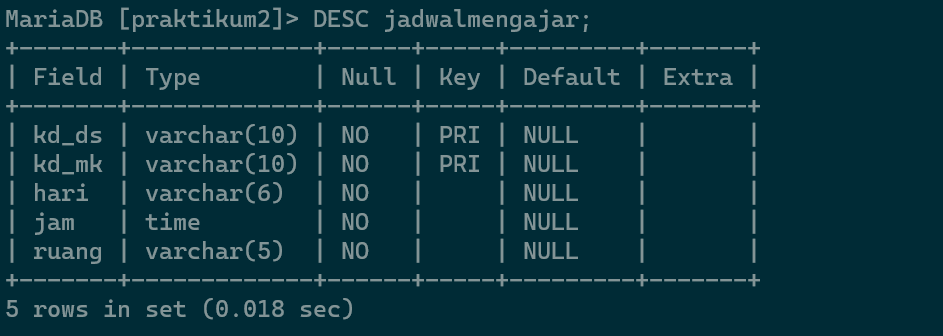 MariaDB [praktikum2]> DESC jadwalmengajar;
+-------+-------------+------+-----+---------+-------+
| Field | Type        | Null | Key | Default | Extra |
+-------+-------------+------+-----+---------+-------+
| kd_ds | varchar(10) | NO   | PRI | NULL    |       |
| kd_mk | varchar(10) | NO   | PRI | NULL    |       |
| hari  | varchar(6)  | NO   |     | NULL    |       |
| jam   | time        | NO   |     | NULL    |       |
| ruang | varchar(5)  | NO   |     | NULL    |       |
+-------+-------------+------+-----+---------+-------+
5 rows in set (0.018 sec)